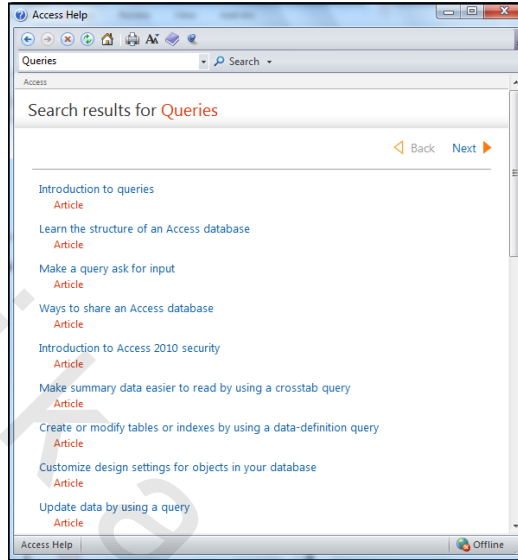 Access Help
Queries
Search
Access
Search results for Queries
Back Next
Introduction to queries
Article
Learn the structure of an Access database
Article
Make a query ask for input
Article
Ways to share an Access database
Article
Introduction to Access 2010 security
Article
Make summary data easier to read by using a crosstab query
Article
Create or modify tables or indexes by using a data-definition query
Article
Customize design settings for objects in your database
Article
Update data by using a query
Article
Access Help Offline